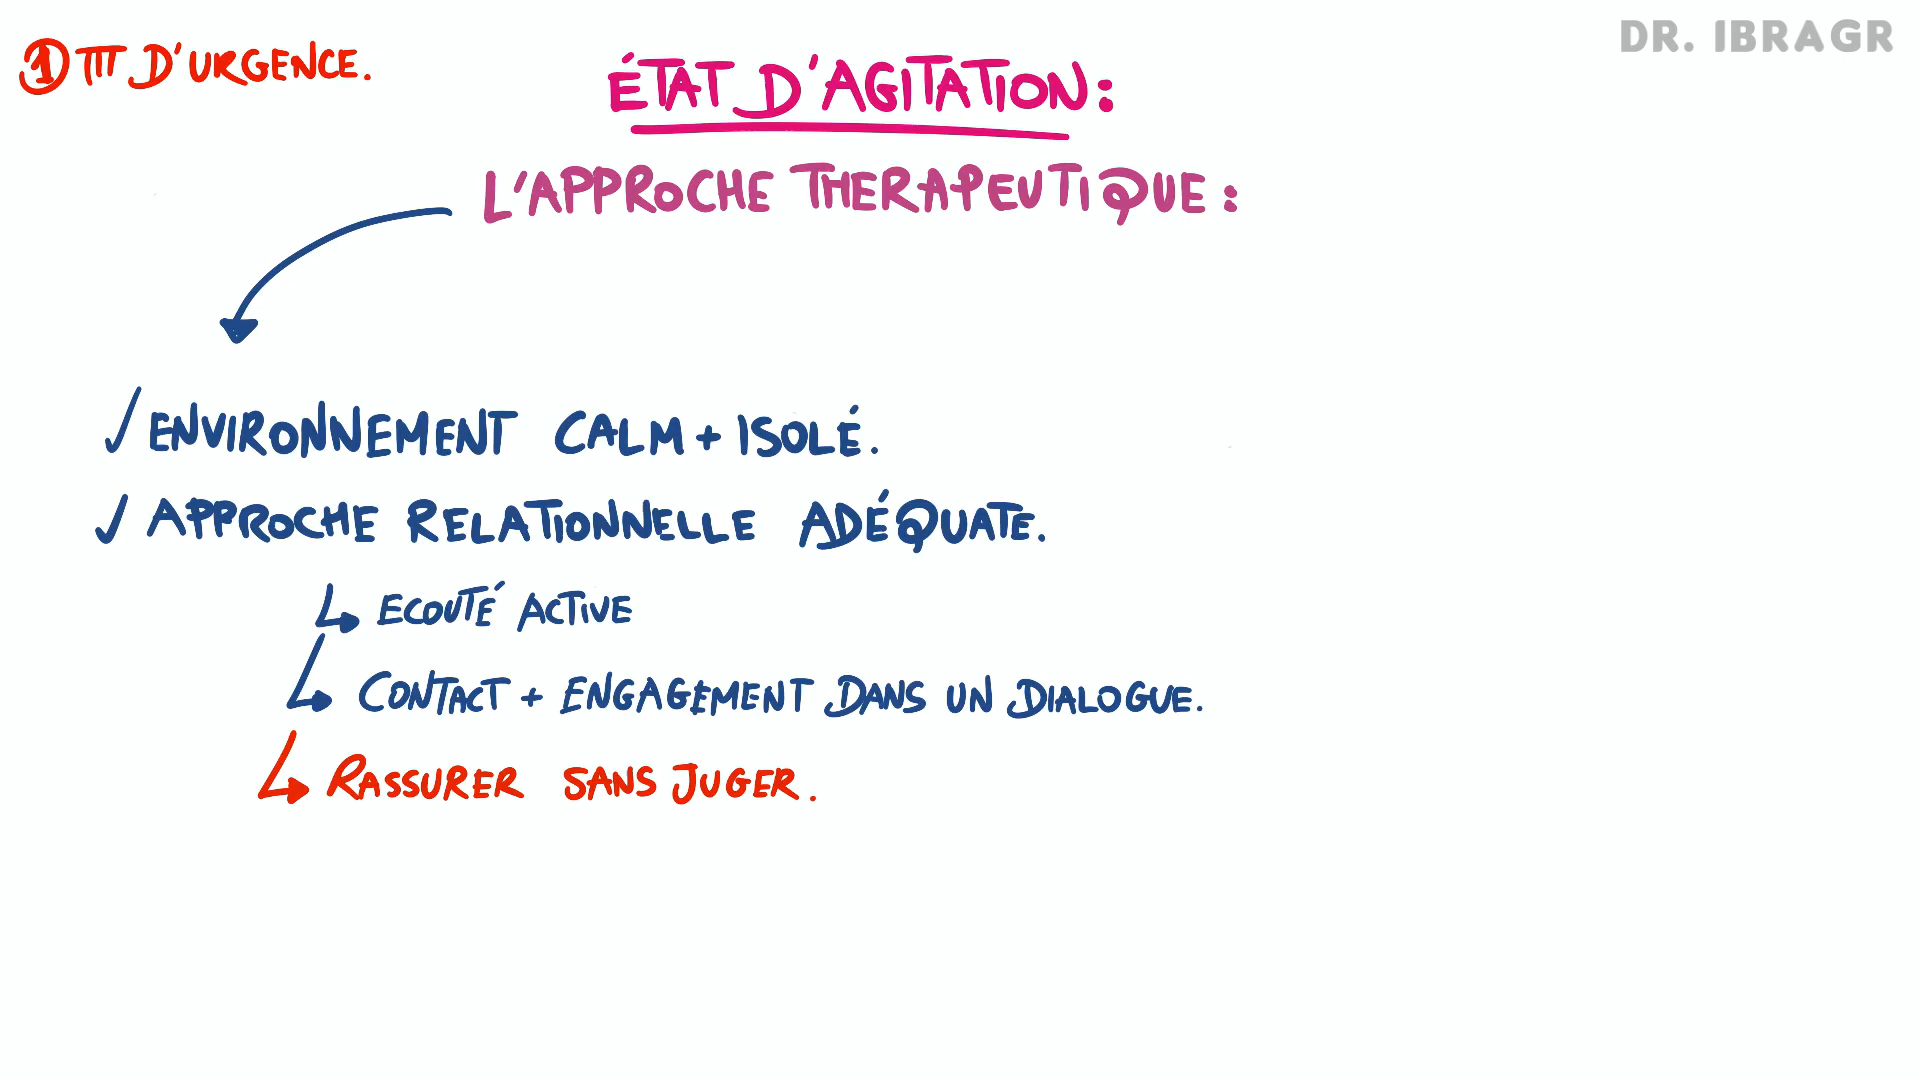 ① TTT D'URGENCE.
DR. IBRAGR
ÉTAT D'AGITATION:
L'APPROCHE THERAPEUTIQUE:
✓ ENVIRONNEMENT CALM + ISOLÉ.
✓ APPROCHE RELATIONNELLE ADÉQUATE.
↳ ECOUTÉ ACTIVE
↳ CONTACT + ENGAGEMENT DANS UN DIALOGUE.
↳ RASSURER SANS JUGER.